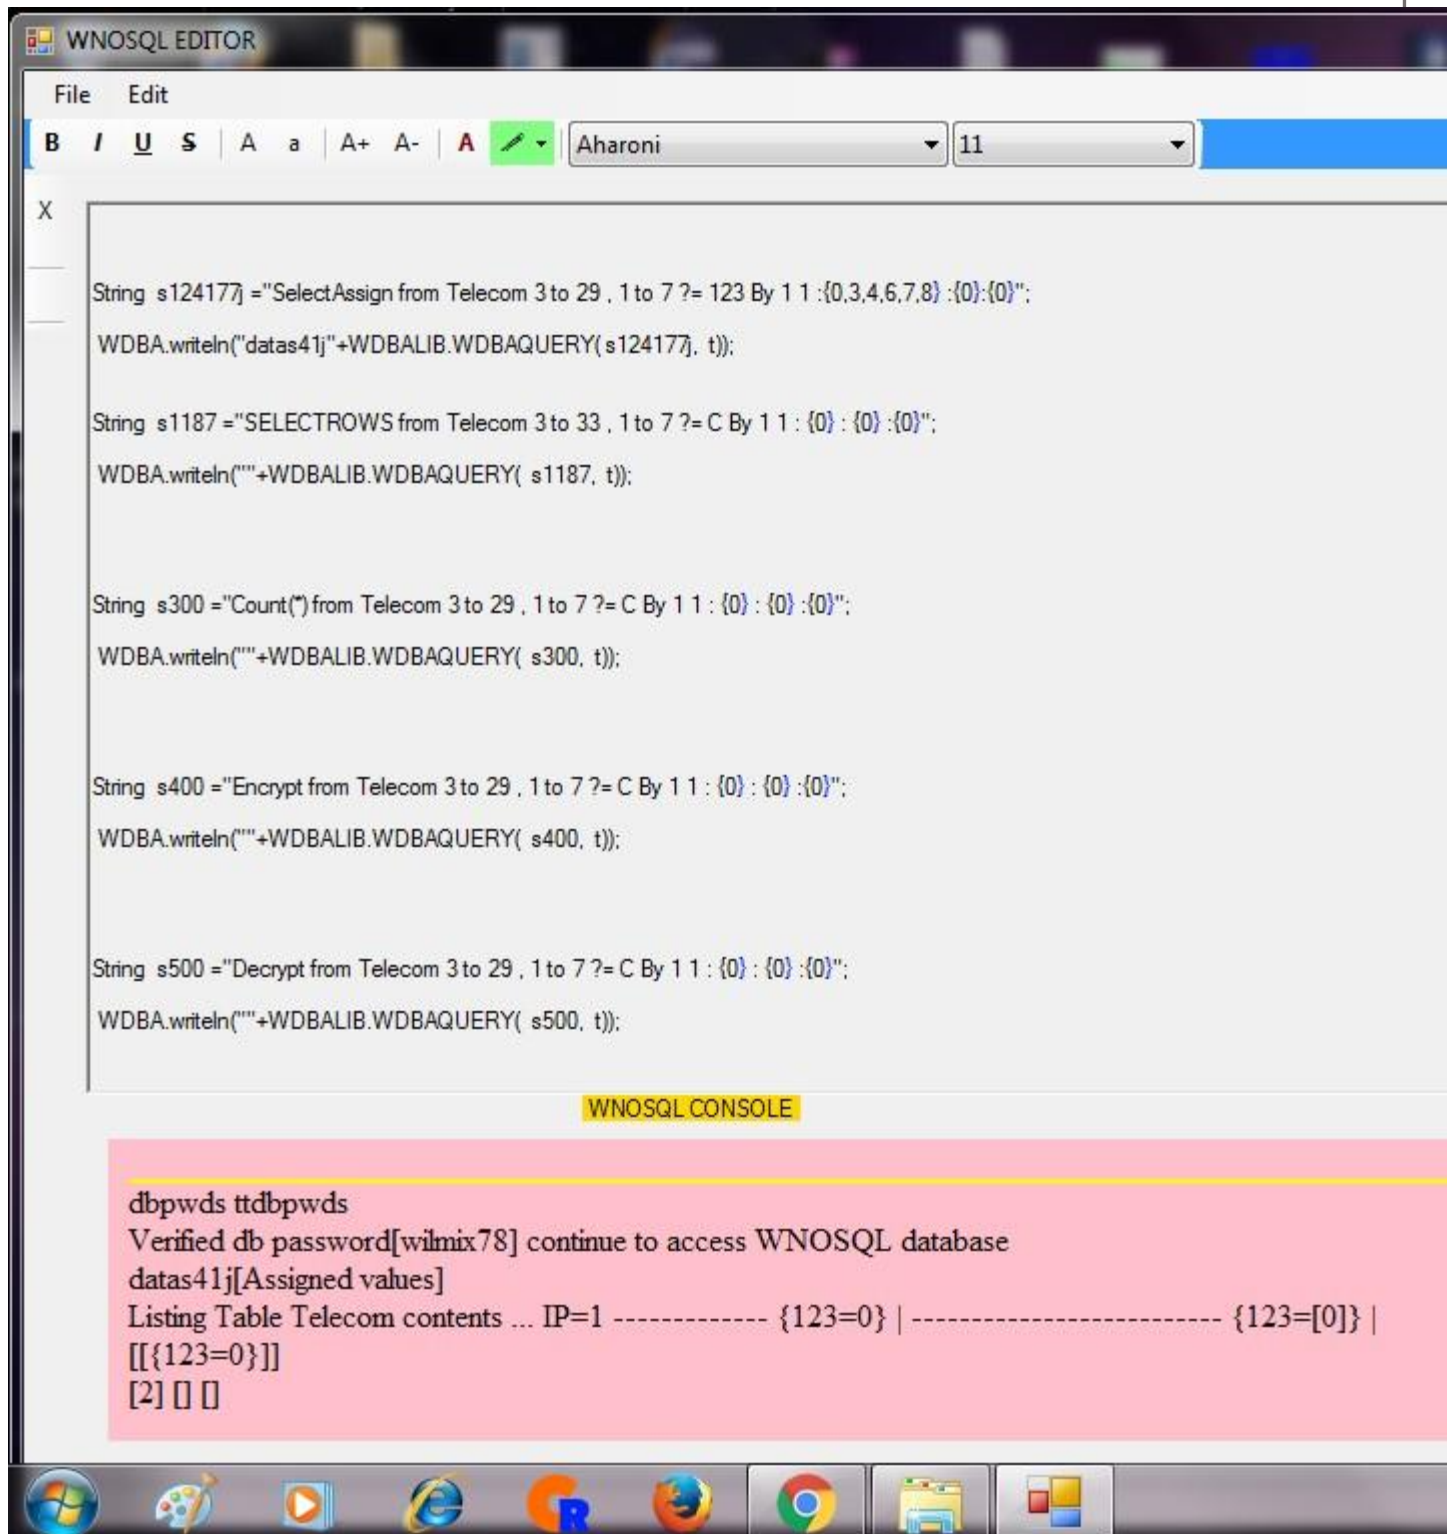 WNOSQL EDITOR
File Edit
B I U S A a A+ A- A Aharoni 11
X
String s124177j ="SelectAssign from Telecom 3 to 29 , 1 to 7 ?= 123 By 1 1 :{0,3,4,6,7,8} :{0}:{0}";
WDBA.writeln("datas41j"+WDBALIB.WDBAQUERY( s124177j, t));
String s1187 ="SELECTROWS from Telecom 3 to 33 , 1 to 7 ?= C By 1 1 : {0} : {0} :{0}";
WDBA.writeln(""+WDBALIB.WDBAQUERY( s1187, t));
String s300 ="Count(*) from Telecom 3 to 29 , 1 to 7 ?= C By 1 1 : {0} : {0} :{0}";
WDBA.writeln(""+WDBALIB.WDBAQUERY( s300, t));
String s400 ="Encrypt from Telecom 3 to 29 , 1 to 7 ?= C By 1 1 : {0} : {0} :{0}";
WDBA.writeln(""+WDBALIB.WDBAQUERY( s400, t));
String s500 ="Decrypt from Telecom 3 to 29 , 1 to 7 ?= C By 1 1 : {0} : {0} :{0}";
WDBA.writeln(""+WDBALIB.WDBAQUERY( s500, t));
WNOSQL CONSOLE
dbpwds ttdbpwds
Verified db password[wilmix78] continue to access WNOSQL database
datas41j[Assigned values]
Listing Table Telecom contents ... IP=1 ------------- {123=0} | -------------------------- {123=[0]} |
[[{123=0}]]
[2] [] []
R